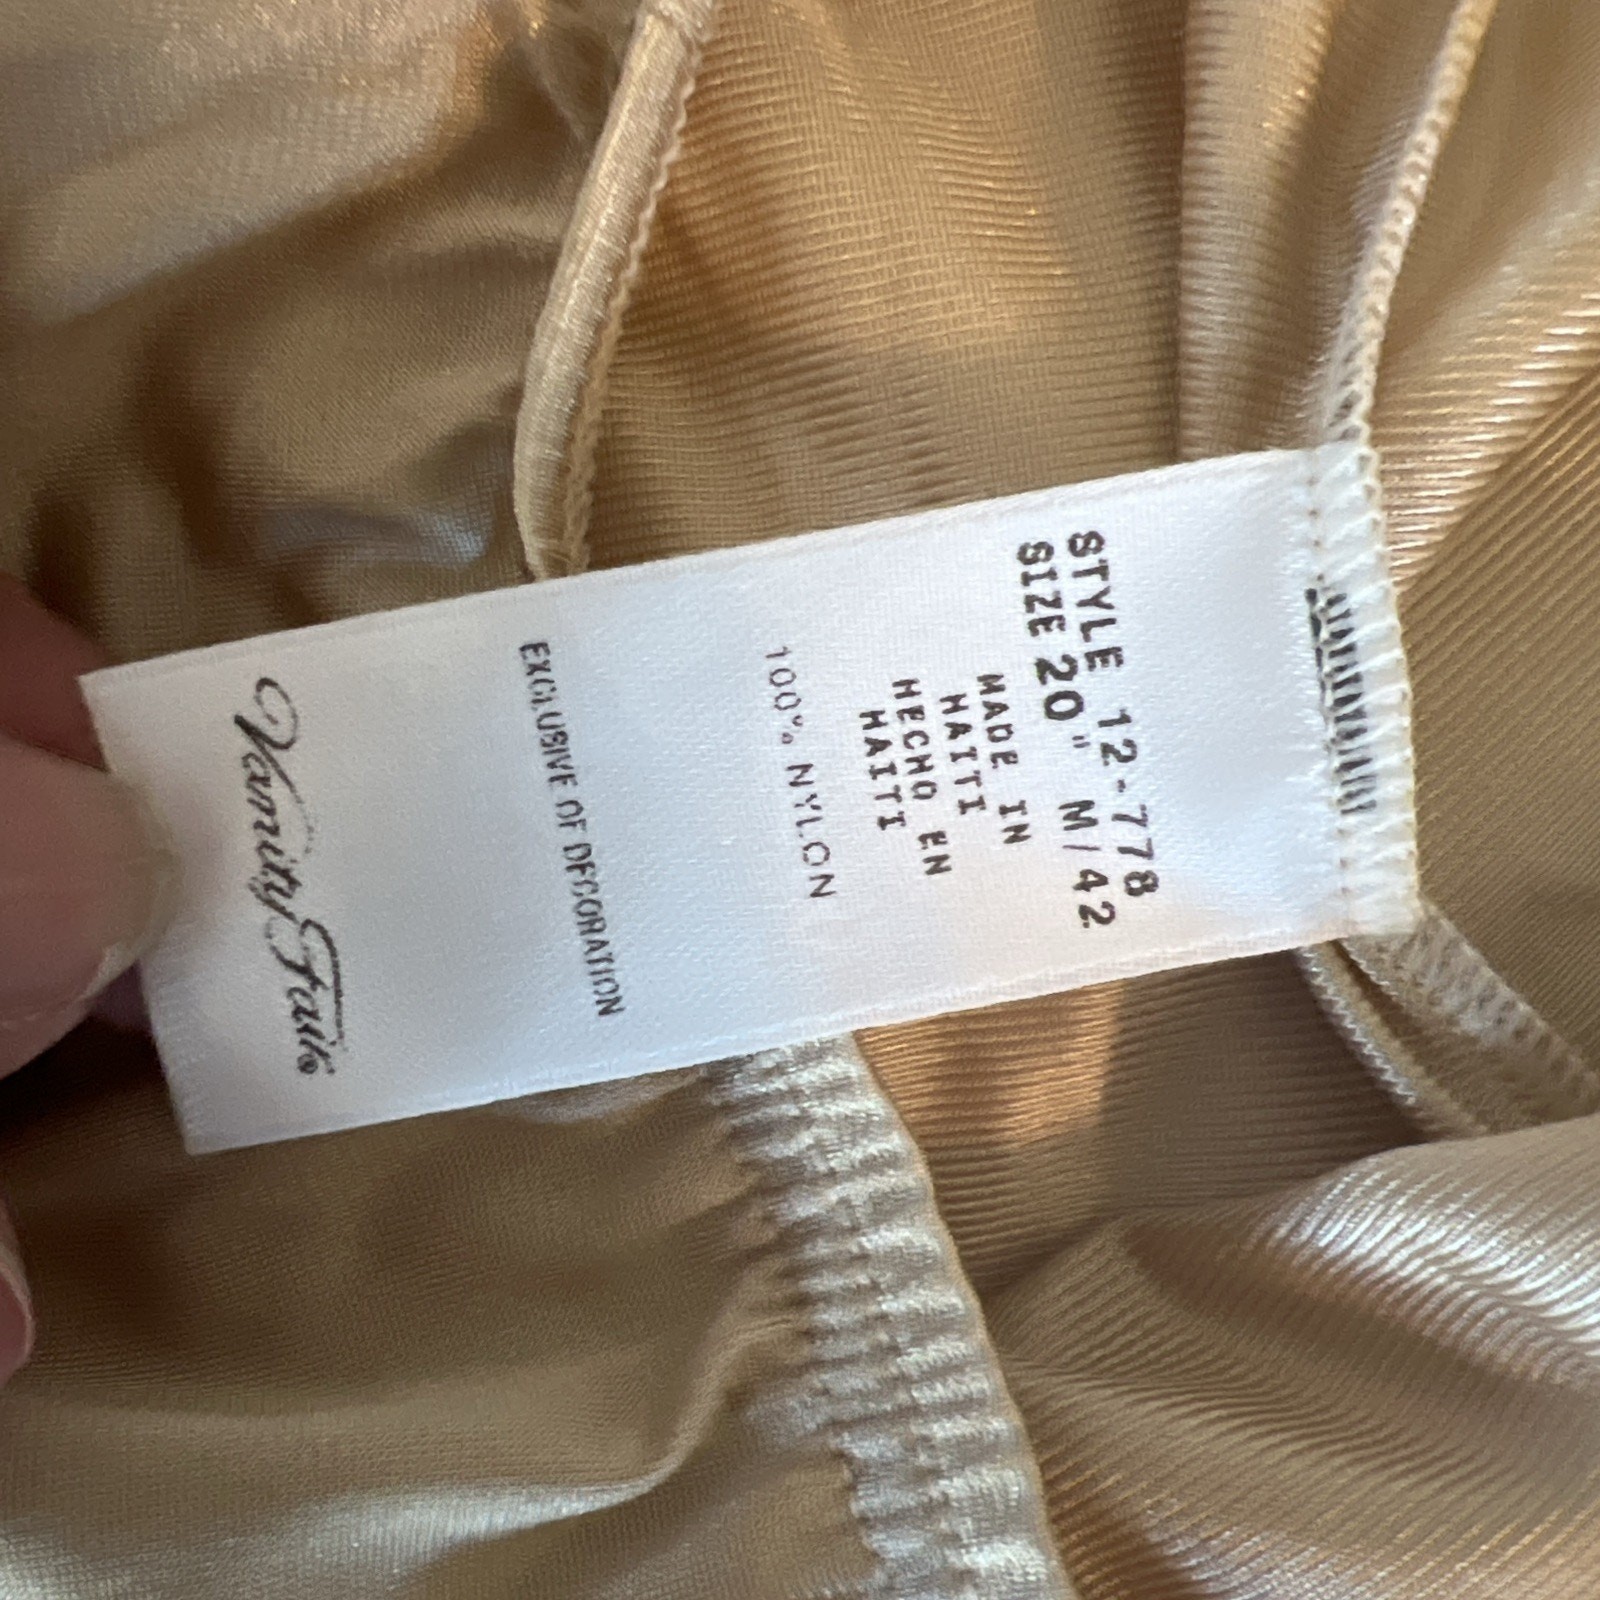 STYLE 12-778
SIZE 20" M/42
MADE IN
HAITI
HECHO EN
HAITI
100% NYLON
EXCLUSIVE OF DECORATION
Vanity Fair®